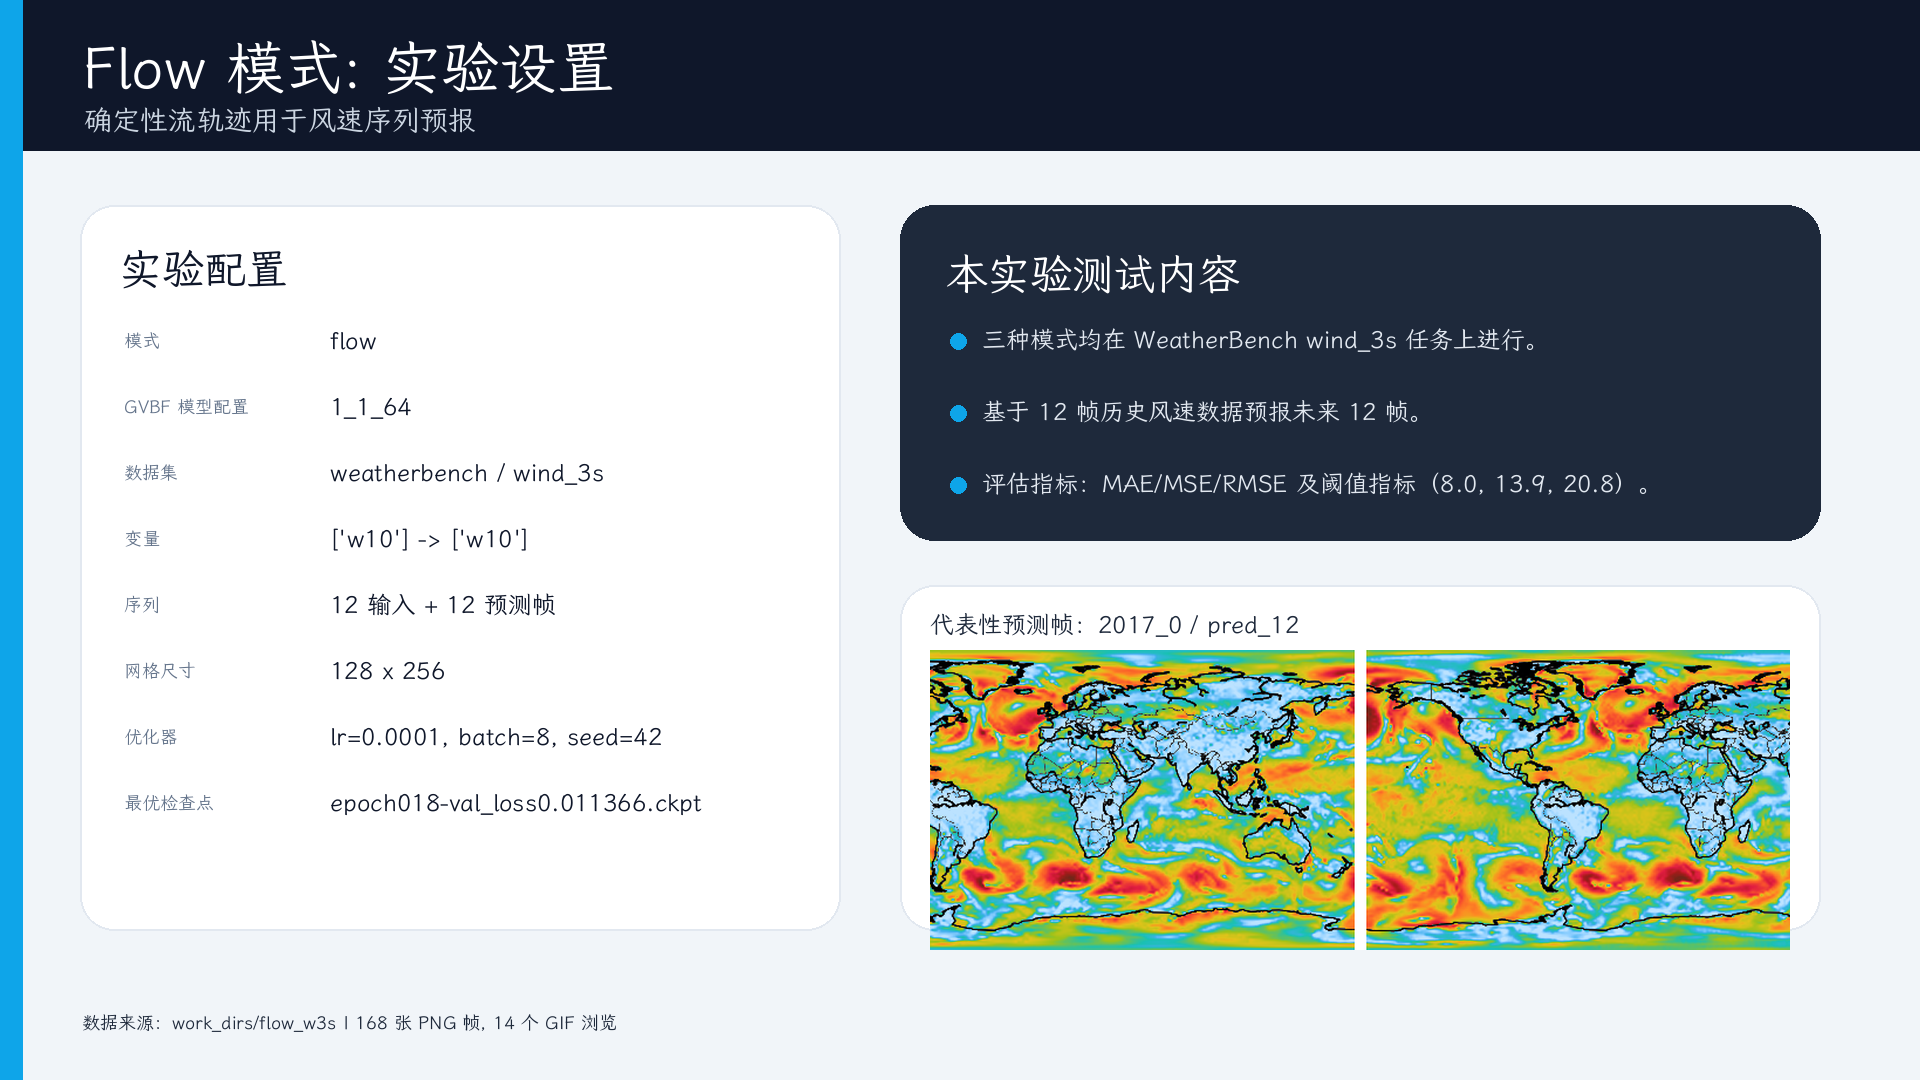 Flow 模式: 实验设置
确定性流轨迹用于风速序列预报
实验配置
模式 flow
GVBF 模型配置 1_1_64
数据集 weatherbench / wind_3s
变量 ['w10'] -> ['w10']
序列 12 输入 + 12 预测帧
网格尺寸 128 x 256
优化器 lr=0.0001, batch=8, seed=42
最优检查点 epoch018-val_loss0.011366.ckpt
本实验测试内容
三种模式均在 WeatherBench wind_3s 任务上进行。
基于 12 帧历史风速数据预报未来 12 帧。
评估指标：MAE/MSE/RMSE 及阈值指标（8.0, 13.9, 20.8）。
代表性预测帧：2017_0 / pred_12
数据来源：work_dirs/flow_w3s | 168 张 PNG 帧, 14 个 GIF 浏览